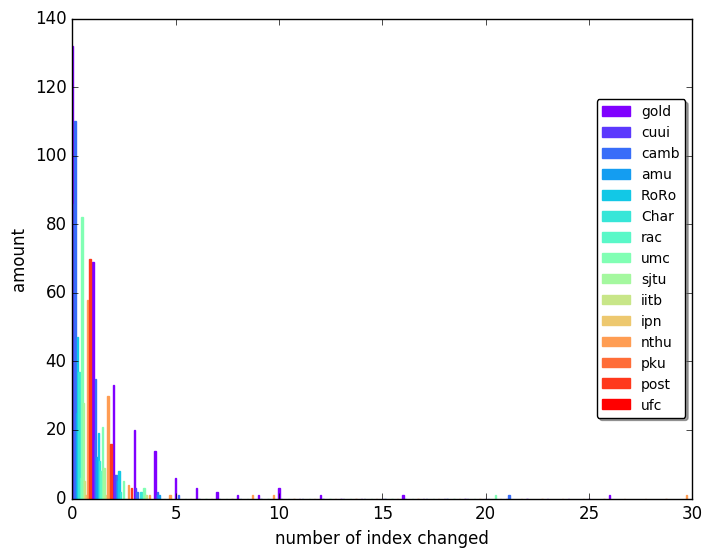 140
120
100
80
60
40
20
0
amount
0 5 10 15 20 25 30
number of index changed
gold
cuui
camb
amu
RoRo
Char
rac
umc
sjtu
iitb
ipn
nthu
pku
post
ufc